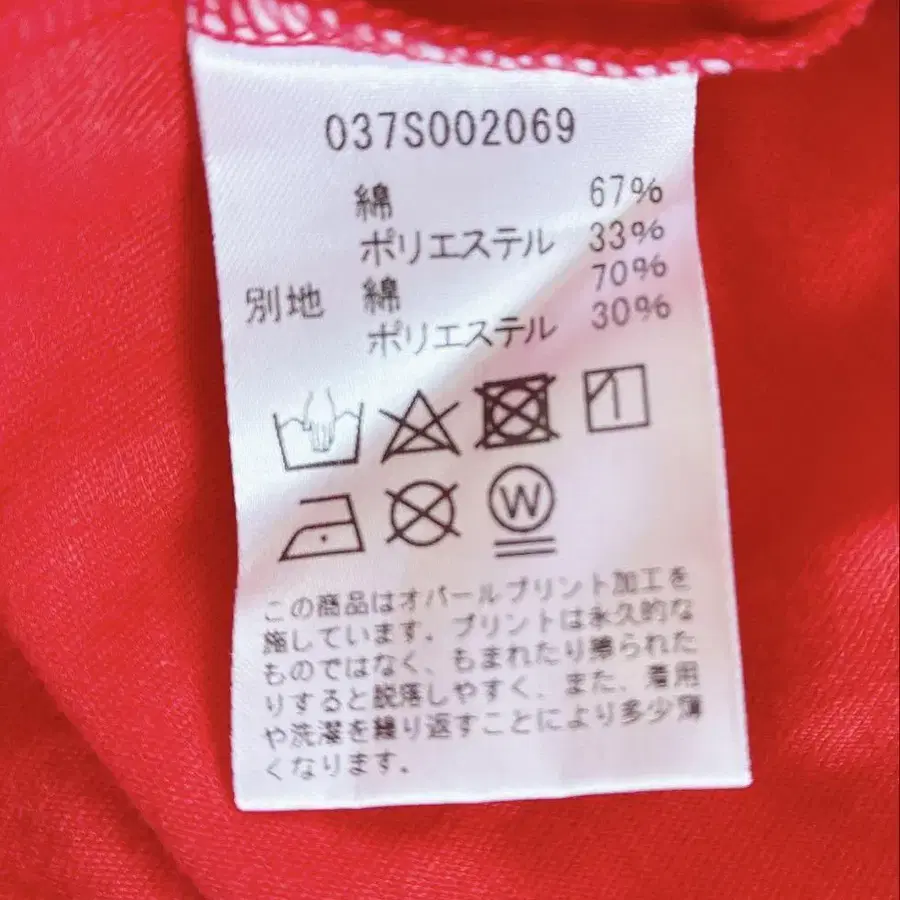 037S002069
綿 67%
ポリエステル 33%
別地 綿 70%
ポリエステル 30%
W
この商品はオパールプリント加工を
施しています。プリントは永久的な
ものではなく、もまれたり擦られた
りすると脱落しやすく、また、着用
や洗濯を繰り返すことにより多少薄
くなります。